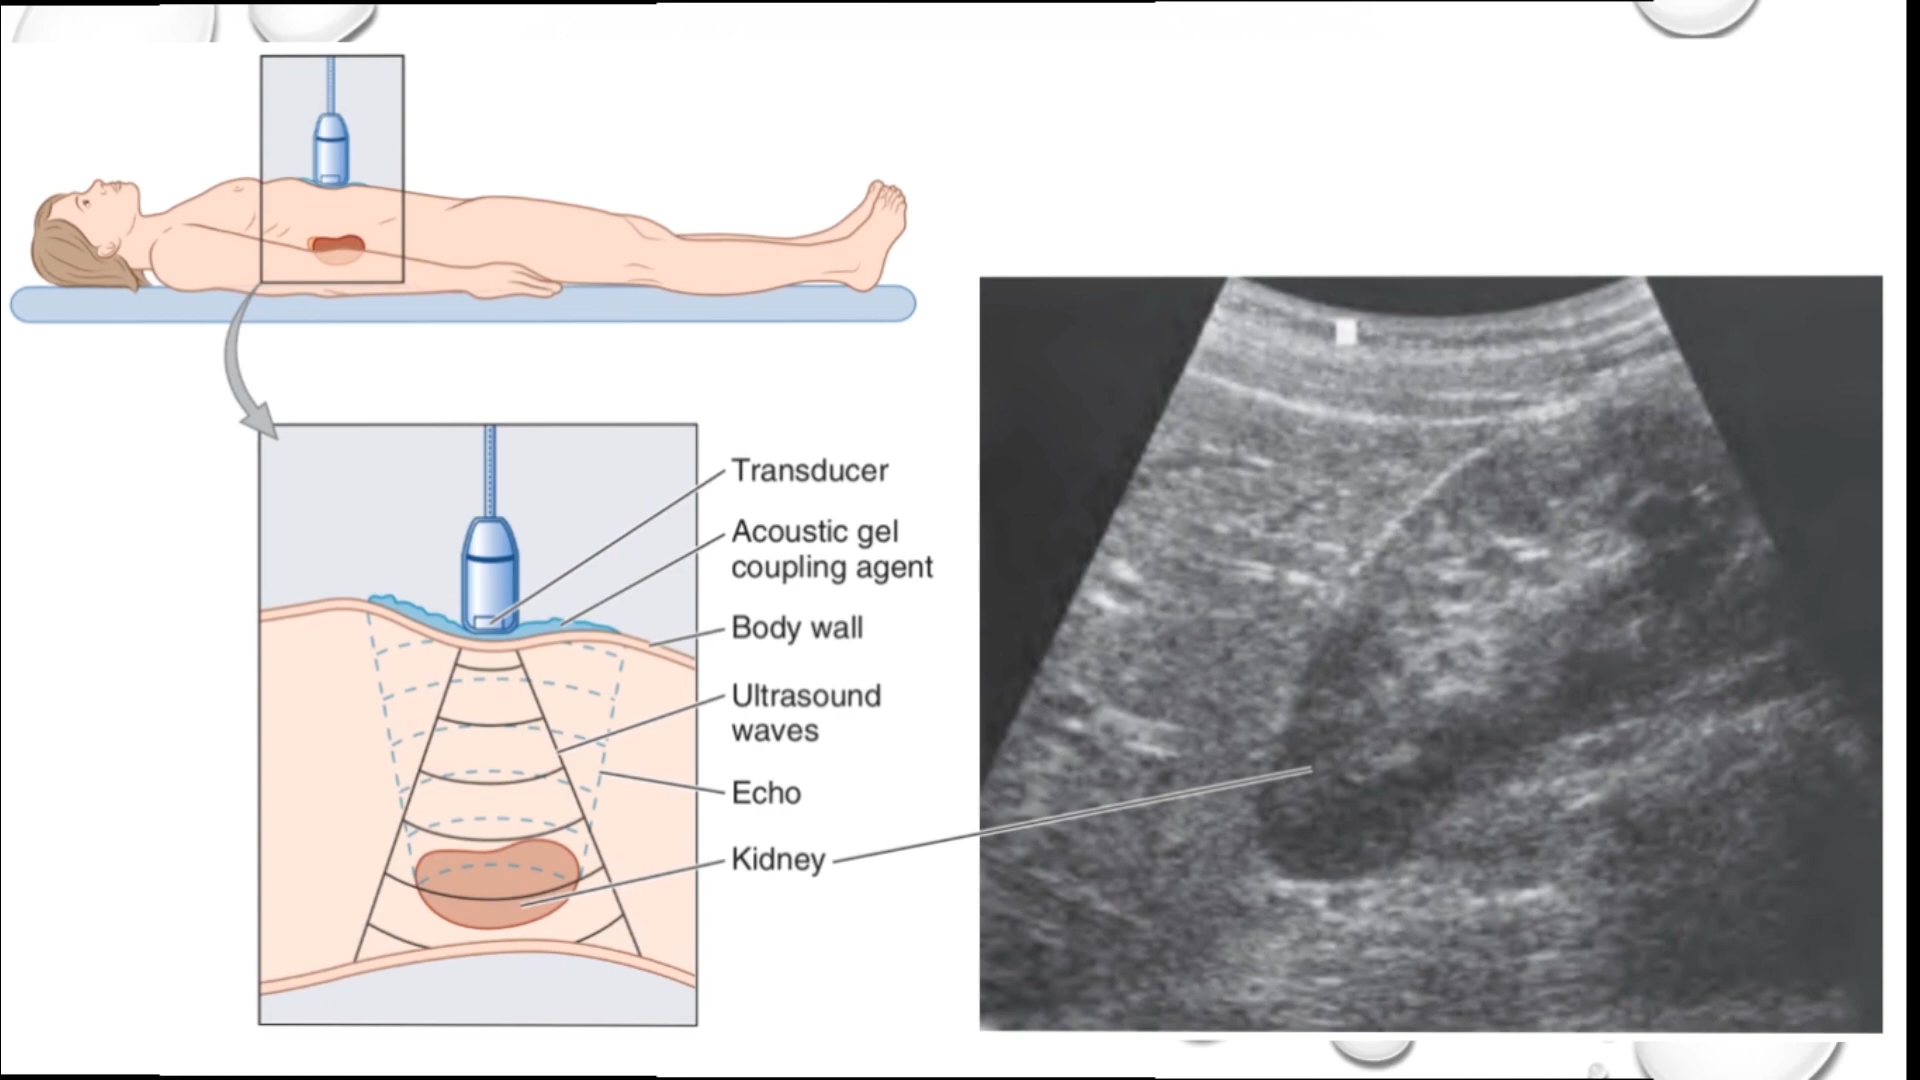 Transducer
Acoustic gel
coupling agent
Body wall
Ultrasound
waves
Echo
Kidney